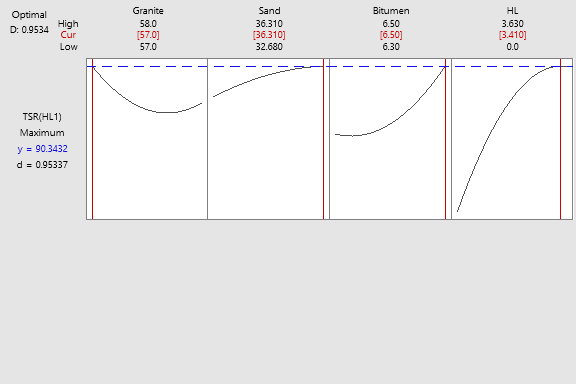 Optimal
D: 0.9534
High
Cur
Low
Granite
58.0
[57.0]
57.0
Sand
36.310
[36.310]
32.680
Bitumen
6.50
[6.50]
6.30
HL
3.630
[3.410]
0.0
TSR(HL1)
Maximum
y = 90.3432
d = 0.95337